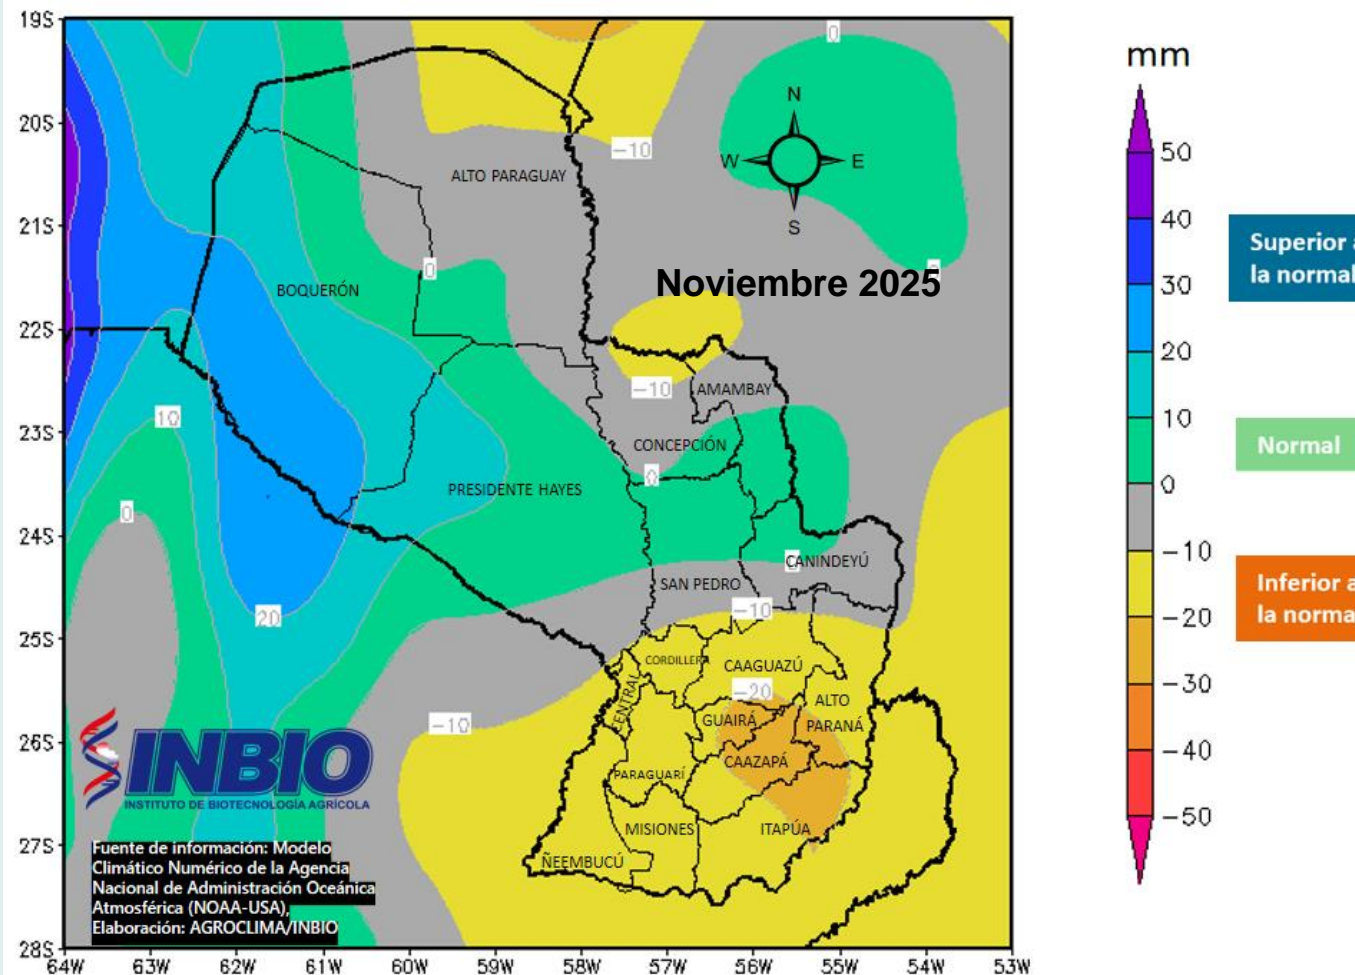 19S
20S
21S
22S
23S
24S
25S
26S
27S
28S
64W
63W
62W
61W
60W
59W
58W
57W
56W
55W
54W
53W
0
-10
N
W
E
S
ALTO PARAGUAY
0
0
Noviembre 2025
BOQUERÓN
-10
AMAMBAY
10
CONCEPCIÓN
0
PRESIDENTE HAYES
0
CANINDEYÚ
SAN PEDRO
-10
20
CORDILLERA
CAAGUAZÚ
CENTRAL
-20
ALTO
PARANÁ
GUAIRÁ
-10
CAAZAPÁ
PARAGUARÍ
MISIONES
ITAPÚA
ÑEEMBUCÚ
INBIO
INSTITUTO DE BIOTECNOLOGÍA AGRÍCOLA
Fuente de información: Modelo
Climático Numérico de la Agencia
Nacional de Administración Oceánica
Atmosférica (NOAA-USA),
Elaboración: AGROCLIMA/INBIO
mm
50
40
30
20
10
0
-10
-20
-30
-40
-50
Superior a
la normal
Normal
Inferior a
la norma